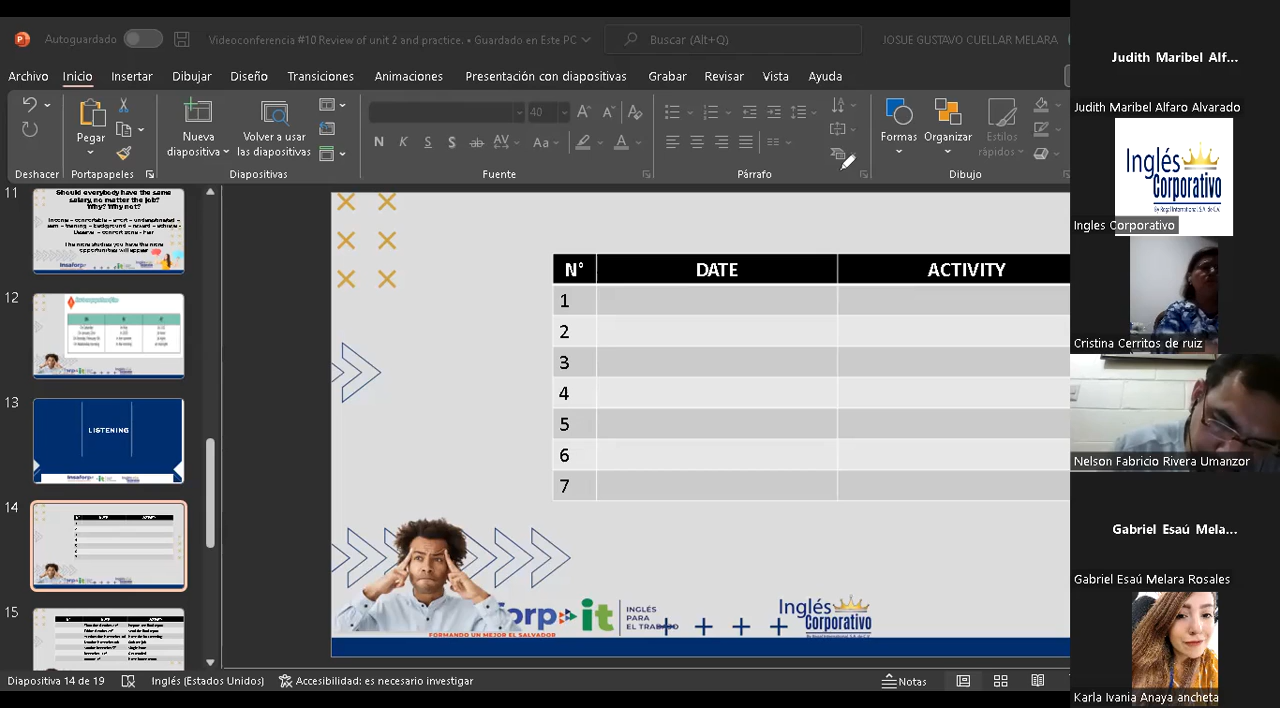 Autoguardado
Videoconferencia #10 Review of unit 2 and practice. • Guardado en Este PC
Buscar (Alt+Q)
JOSUE GUSTAVO CUELLAR MELARA
Archivo Inicio Insertar Dibujar Diseño Transiciones Animaciones Presentación con diapositivas Grabar Revisar Vista Ayuda
Pegar
Nueva diapositiva
Volver a usar las diapositivas
40
N K S S ab AV Aa A
Formas Organizar Estilos rápidos
Deshacer Portapapeles Diapositivas Fuente Párrafo Dibujo
11
Should everybody have the same
salary, no matter the job?
Why? Why not?
12
13
LISTENING
14
15
N° DATE ACTIVITY
1
2
3
4
5
6
7
INGLÉS
PARA
EL TRABAJO
FORMANDO UN MEJOR EL SALVADOR
Inglés
Corporativo
Diapositiva 14 de 19
Inglés (Estados Unidos)
Accesibilidad: es necesario investigar
Notas
Judith Maribel Alf...
Judith Maribel Alfaro Alvarado
Inglés
Corporativo
Ingles Corporativo
Cristina Cerritos de ruiz
Nelson Fabricio Rivera Umanzor
Gabriel Esaú Mela...
Gabriel Esaú Melara Rosales
Karla Ivania Anaya ancheta